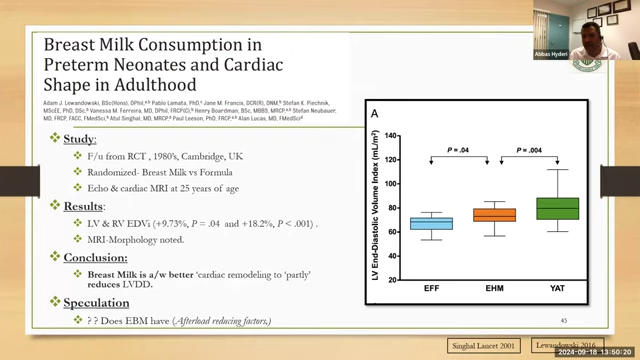 Breast Milk Consumption in
Preterm Neonates and Cardiac
Shape in Adulthood
Adam J. Lewandowski, BSc(Hons), DPhil,ᵃ,ᵇ Pablo Lamata, PhD,ᶜ Jane M. Francis, DCR(R), DNM,ᵇ Stefan K. Piechnik,
MScEE, PhD, DSc,ᵇ Vanessa M. Ferreira, MD, DPhil, FRCP(C),ᵇ Henry Boardman, BSc, MBBS, MRCP,ᵃ,ᵇ Stefan Neubauer,
MD, FRCP, FACC, FMedSci,ᵇ Atul Singhal, MD, MRCP,ᵈ Paul Leeson, PhD, FRCP,ᵃ,ᵇ Alan Lucas, MD, FMedSciᵈ
Study:
F/u from RCT , 1980's, Cambridge, UK
Randomized- Breast Milk vs Formula
Echo & cardiac MRI at 25 years of age
Results:
LV & RV EDVi (+9.73%, P = .04 and +18.2%, P < .001) .
MRI-Morphology noted.
Conclusion:
Breast Milk is a/w better 'cardiac remodeling to 'partly'
reduces LVDD.
Speculation
? ? Does EBM have (Afterload reducing factors,)
A
LV End-Diastolic Volume Index (mL/m²)
140
120
100
80
60
40
20
P = .04
P = .004
EFF
EHM
YAT
45
Singhal Lancet 2001
Lewandowski 2016
Abbas Hyderi
2024-09-18 13:50:20